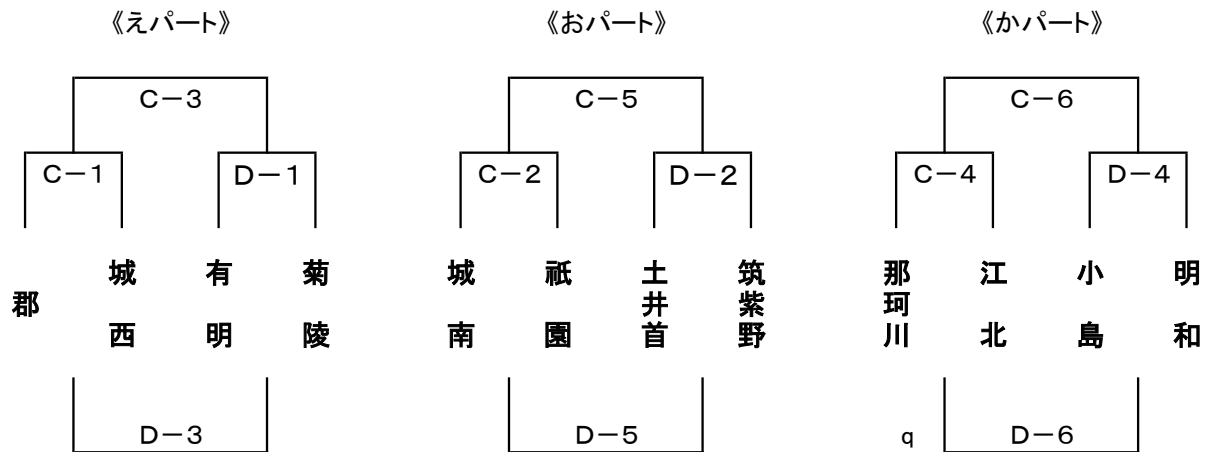 《えパート》 《おパート》 《かパート》
C－3 C－5 C－6
C－1 D－1 C－2 D－2 C－4 D－4
郡 城西 有明 菊陵 城南 祇園 土井首 筑紫野 那珂川 江北 小島 明和
D－3 D－5 q D－6